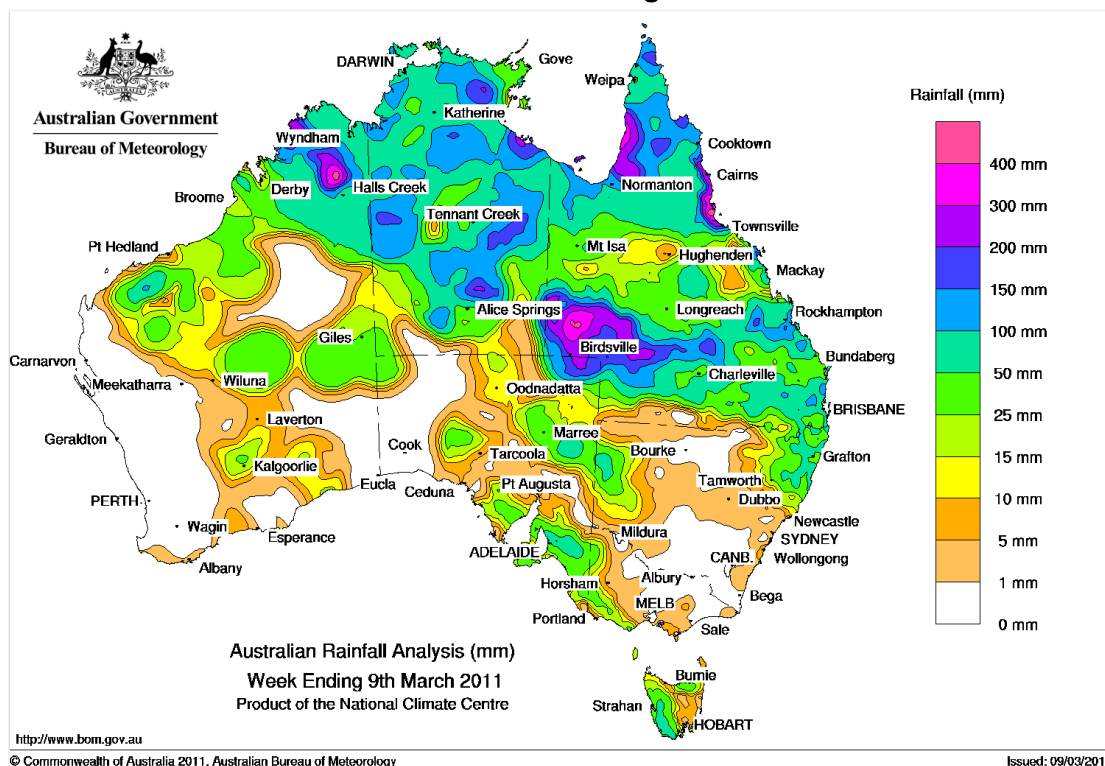 Australian Government
Bureau of Meteorology
DARWIN
Gove
Weipa
Katherine
Wyndham
Cooktown
Cairns
Broome
Derby
Halls Creek
Normanton
Tennant Creek
Townsville
Pt Hedland
Mt Isa
Hughenden
Mackay
Alice Springs
Longreach
Rockhampton
Giles
Birdsville
Carnarvon
Meekatharra
Wiluna
Bundaberg
Charleville
Oodnadatta
Laverton
BRISBANE
Geraldton
Cook
Marree
Bourke
Grafton
Kalgoorlie
Tarcoola
Tamworth
PERTH
Eucla
Ceduna
Pt Augusta
Dubbo
Wagin
Esperance
Mildura
Newcastle
SYDNEY
Albany
ADELAIDE
CANB.
Wollongong
Horsham
Albury
Bega
Portland
MELB
Sale
Burnie
Strahan
HOBART
Rainfall (mm)
400 mm
300 mm
200 mm
150 mm
100 mm
50 mm
25 mm
15 mm
10 mm
5 mm
1 mm
0 mm
Australian Rainfall Analysis (mm)
Week Ending 9th March 2011
Product of the National Climate Centre
http://www.bom.gov.au
© Commonwealth of Australia 2011, Australian Bureau of Meteorology
Issued: 09/03/201